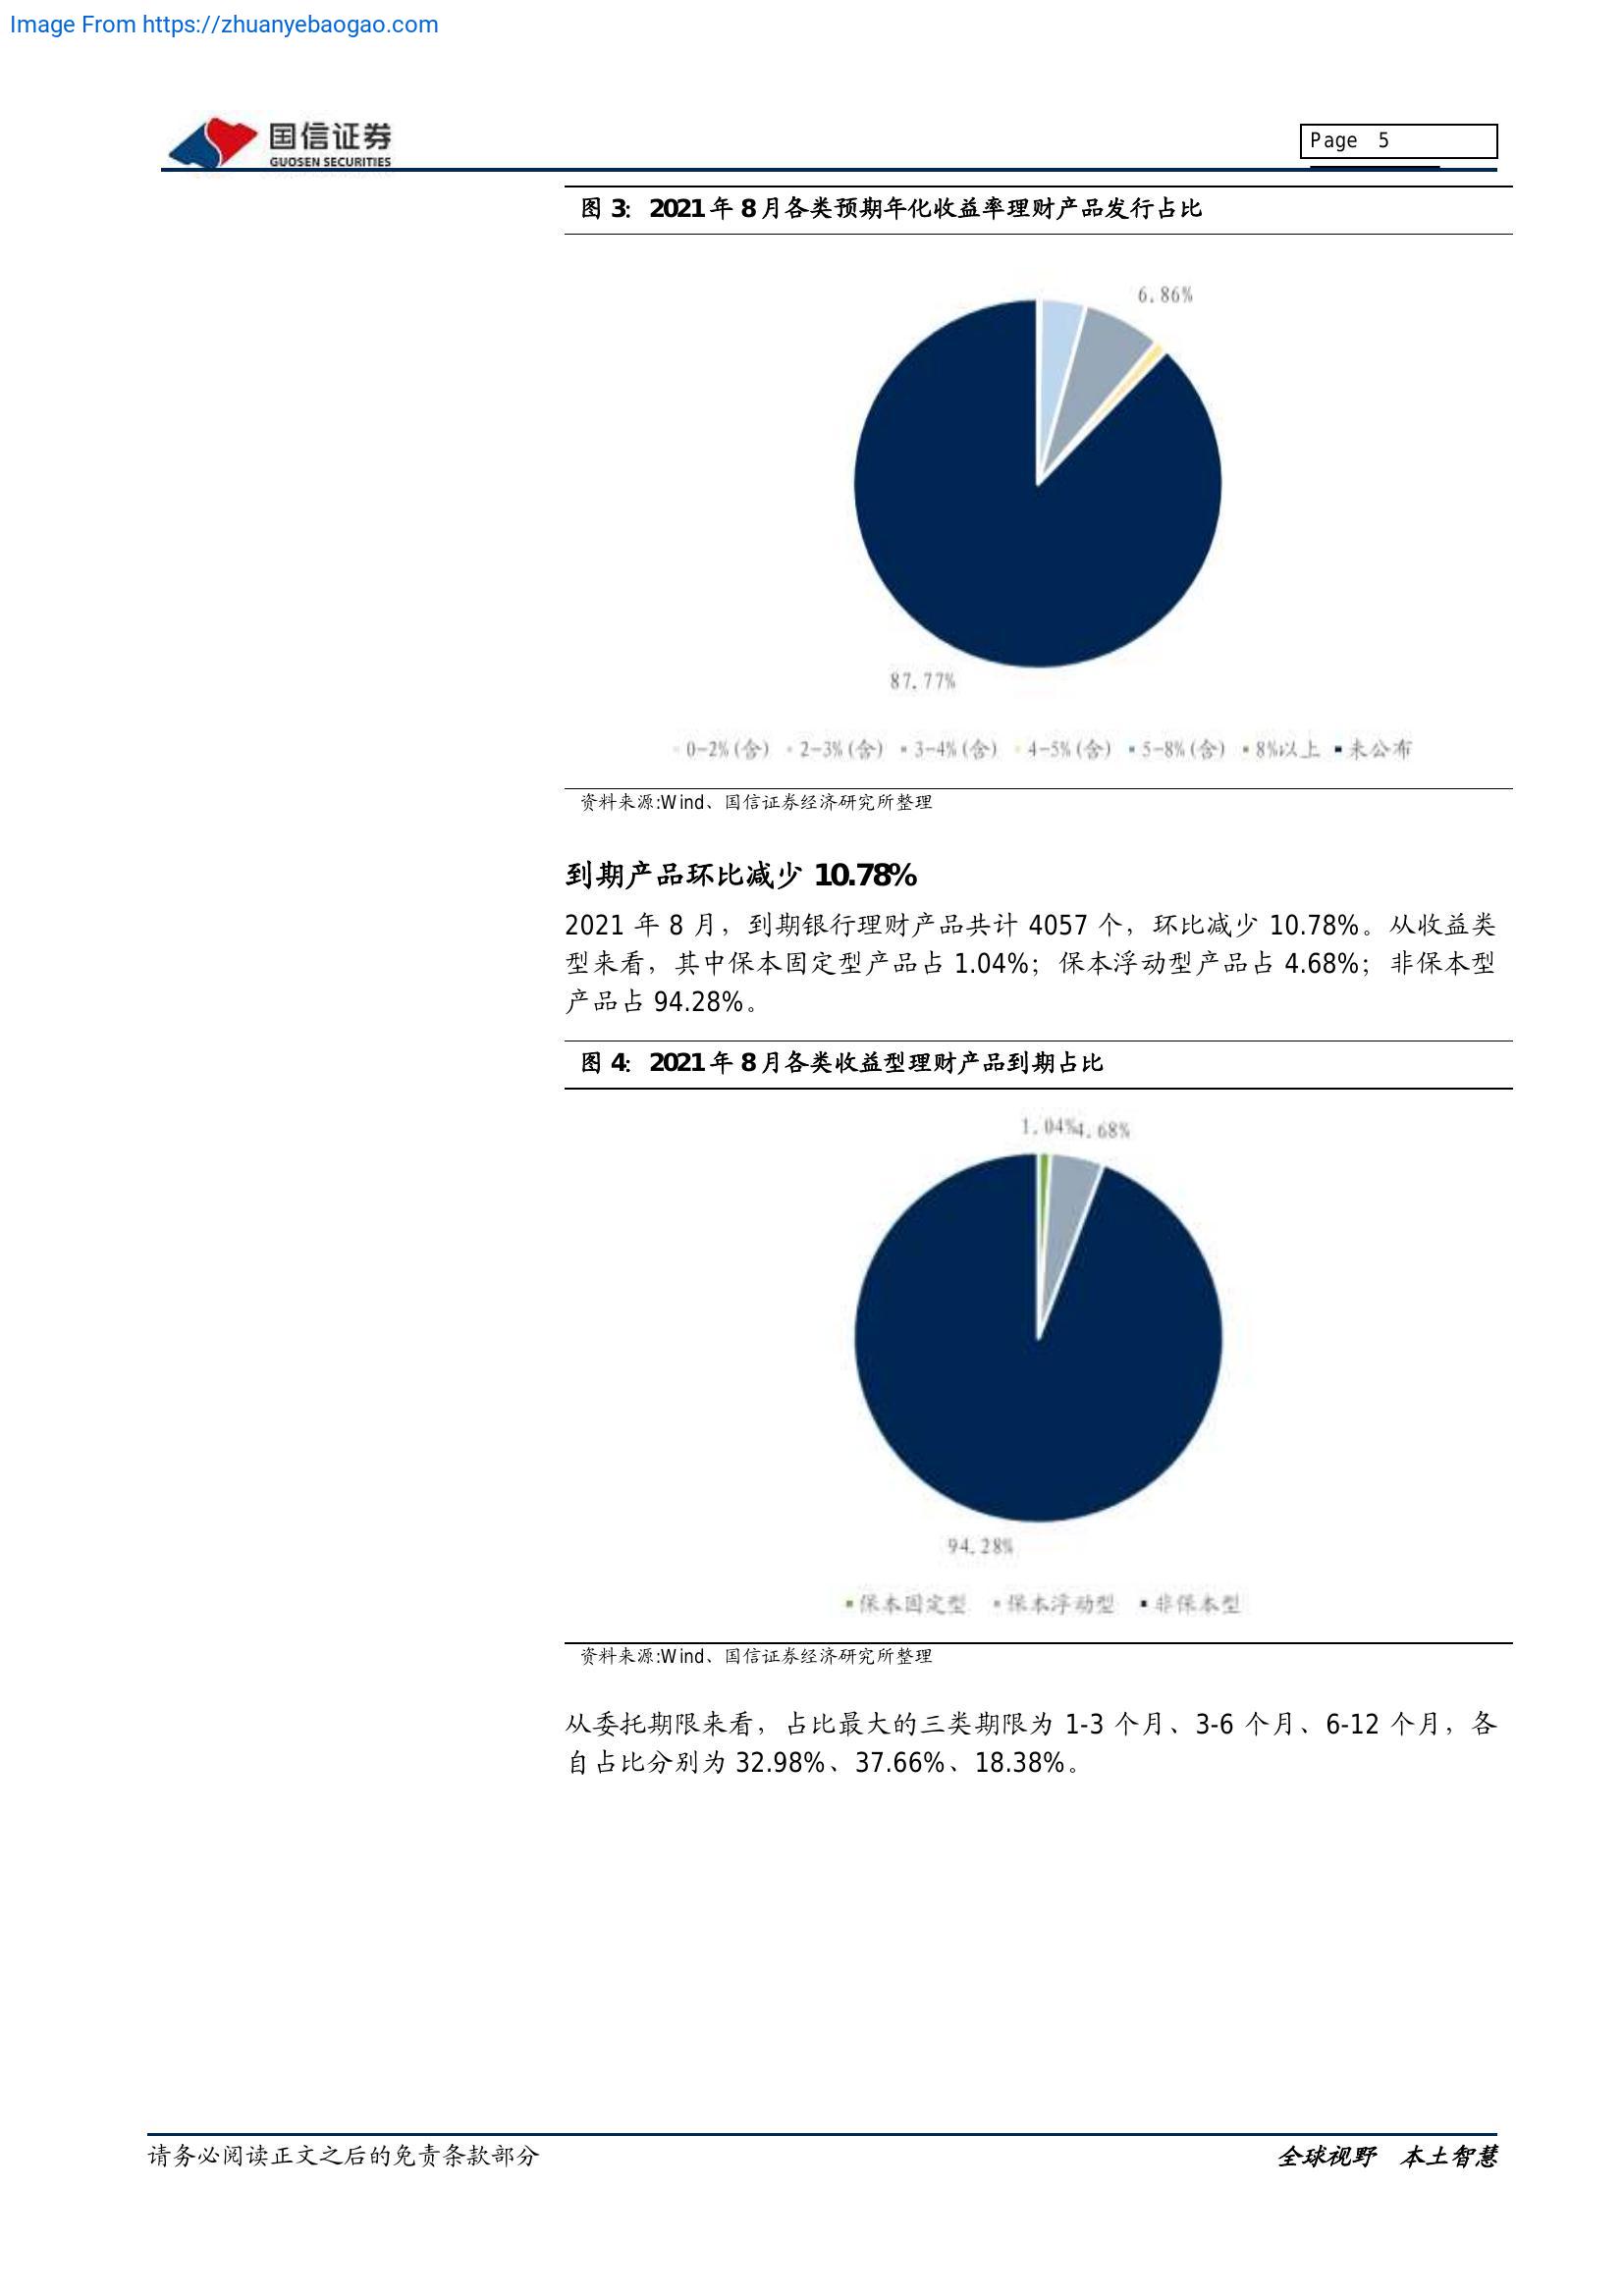 Image From https://zhuanyebaogao.com
国信证券
GUOSEN SECURITIES
Page 5
图 3: 2021 年 8 月各类预期年化收益率理财产品发行占比
6.86%
87.77%
0-2%(含) 2-3%(含) 3-4%(含) 4-5%(含) 5-8%(含) 8%以上 未公布
资料来源:Wind、国信证券经济研究所整理
到期产品环比减少 10.78%
2021 年 8 月，到期银行理财产品共计 4057 个，环比减少 10.78%。从收益类
型来看，其中保本固定型产品占 1.04%；保本浮动型产品占 4.68%；非保本型
产品占 94.28%。
图 4: 2021 年 8 月各类收益型理财产品到期占比
1.04% 4.68%
94.28%
保本固定型 保本浮动型 非保本型
资料来源:Wind、国信证券经济研究所整理
从委托期限来看，占比最大的三类期限为 1-3 个月、3-6 个月、6-12 个月，各
自占比分别为 32.98%、37.66%、18.38%。
请务必阅读正文之后的免责条款部分
全球视野 本土智慧